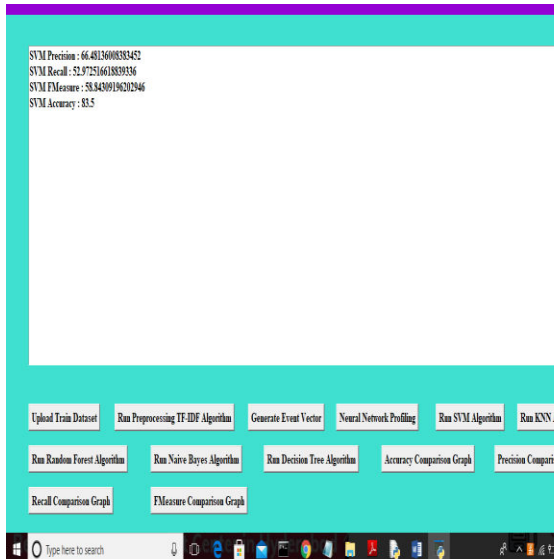 SVM Precision : 66.48136008383452
SVM Recall : 52.972516618839336
SVM FMeasure : 58.84309196202946
SVM Accuracy : 83.5
Upload Train Dataset Run Preprocessing TF-IDF Algorithm Generate Event Vector Neural Network Profiling Run SVM Algorithm Run KNN
Run Random Forest Algorithm Run Naive Bayes Algorithm Run Decision Tree Algorithm Accuracy Comparison Graph Precision Compari
Recall Comparison Graph FMeasure Comparison Graph
Type here to search